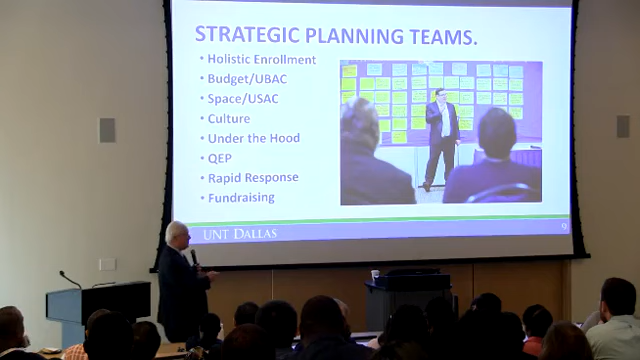 STRATEGIC PLANNING TEAMS.
• Holistic Enrollment
• Budget/UBAC
• Space/USAC
• Culture
• Under the Hood
• QEP
• Rapid Response
• Fundraising
UNT DALLAS
9